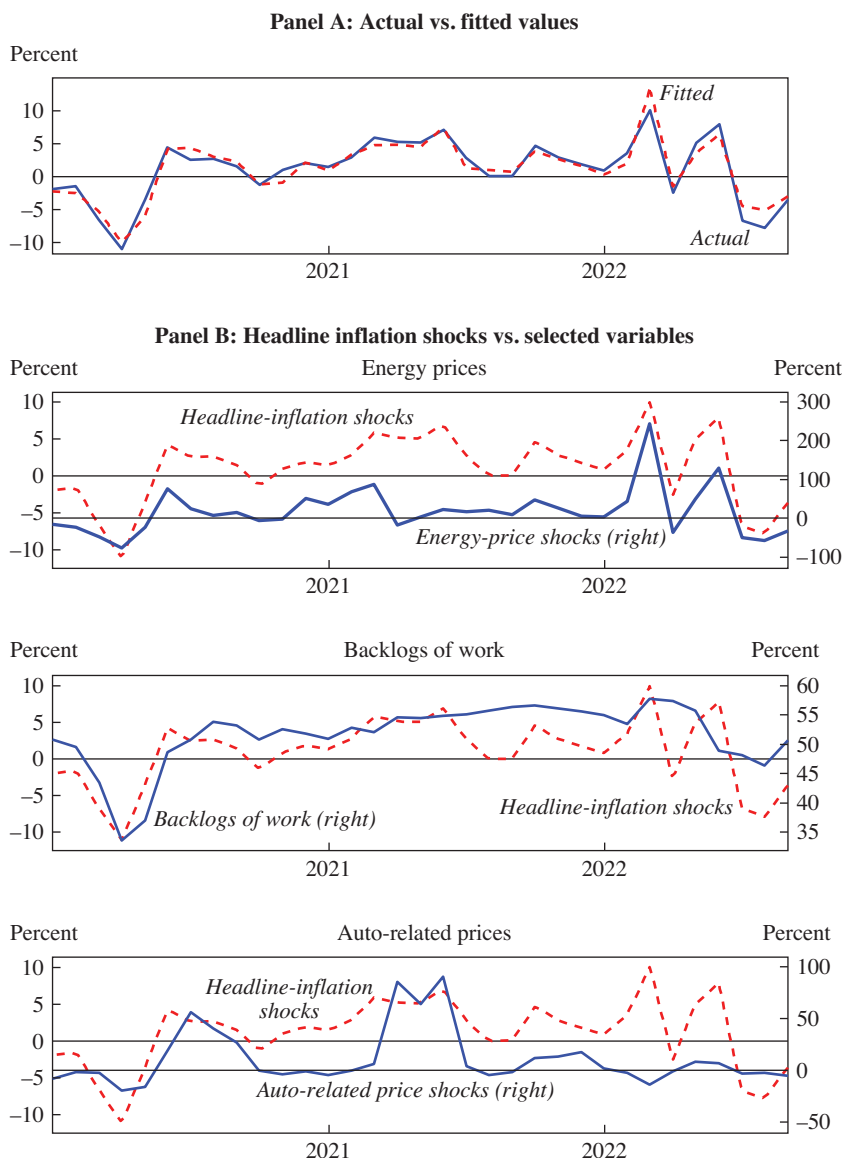 Panel A: Actual vs. fitted values
Percent
10
5
0
–5
–10
Fitted
Actual
2021 2022
Panel B: Headline inflation shocks vs. selected variables
Percent Energy prices Percent
10
5
0
–5
–10
300
200
100
0
–100
Headline-inflation shocks
Energy-price shocks (right)
2021 2022
Percent Backlogs of work Percent
10
5
0
–5
–10
60
55
50
45
40
35
Backlogs of work (right)
Headline-inflation shocks
2021 2022
Percent Auto-related prices Percent
10
5
0
–5
–10
100
50
0
–50
Headline-inflation
shocks
Auto-related price shocks (right)
2021 2022